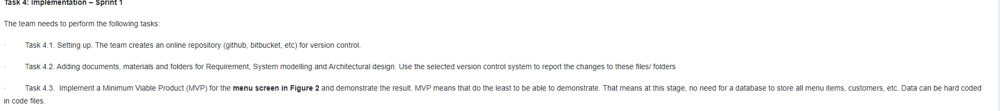 Task 4: Implementation – Sprint 1
The team needs to perform the following tasks:
· Task 4.1. Setting up. The team creates an online repository (github, bitbucket, etc) for version control.
· Task 4.2. Adding documents, materials and folders for Requirement, System modelling and Architectural design. Use the selected version control system to report the changes to these files/ folders
· Task 4.3. Implement a Minimum Viable Product (MVP) for the menu screen in Figure 2 and demonstrate the result. MVP means that do the least to be able to demonstrate. That means at this stage, no need for a database to store all menu items, customers, etc. Data can be hard coded
in code files.